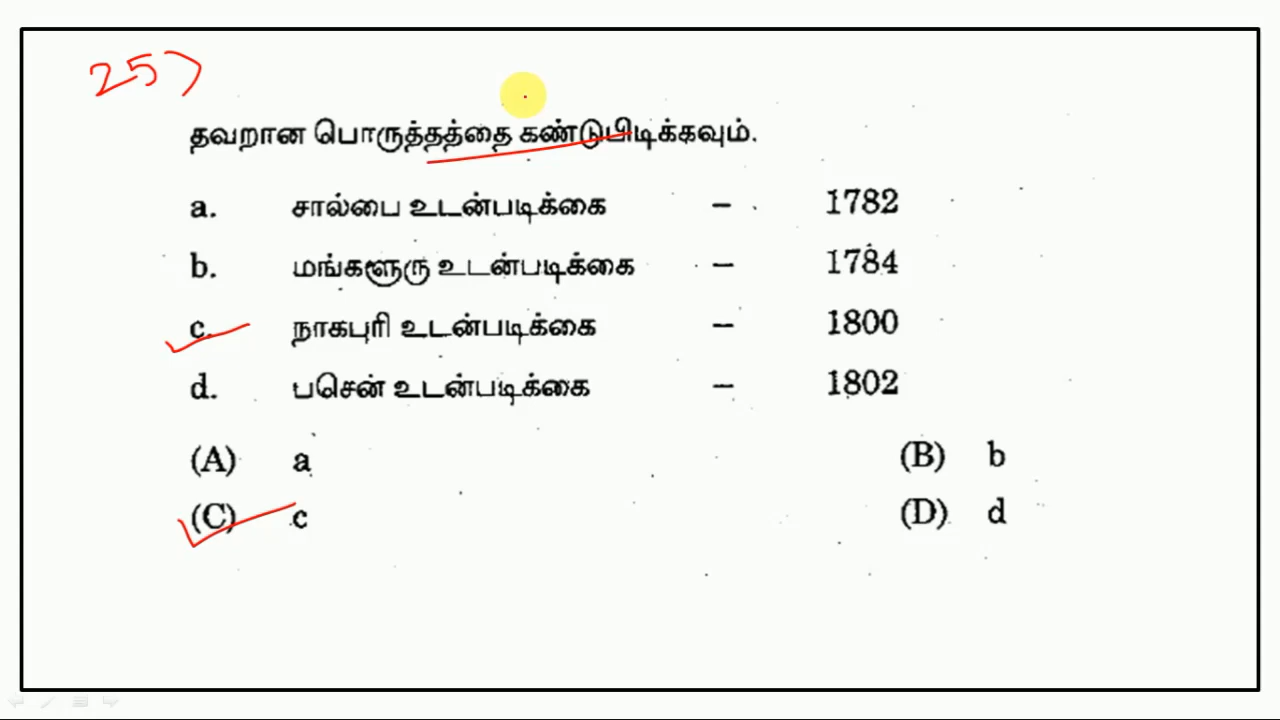 25)
தவறான பொருத்தத்தை கண்டுபிடிக்கவும்.
a. சால்பை உடன்படிக்கை – 1782
b. மங்களூரு உடன்படிக்கை – 1784
c. நாகபுரி உடன்படிக்கை – 1800
d. பசென் உடன்படிக்கை – 1802
(A) a (B) b
(C) c (D) d